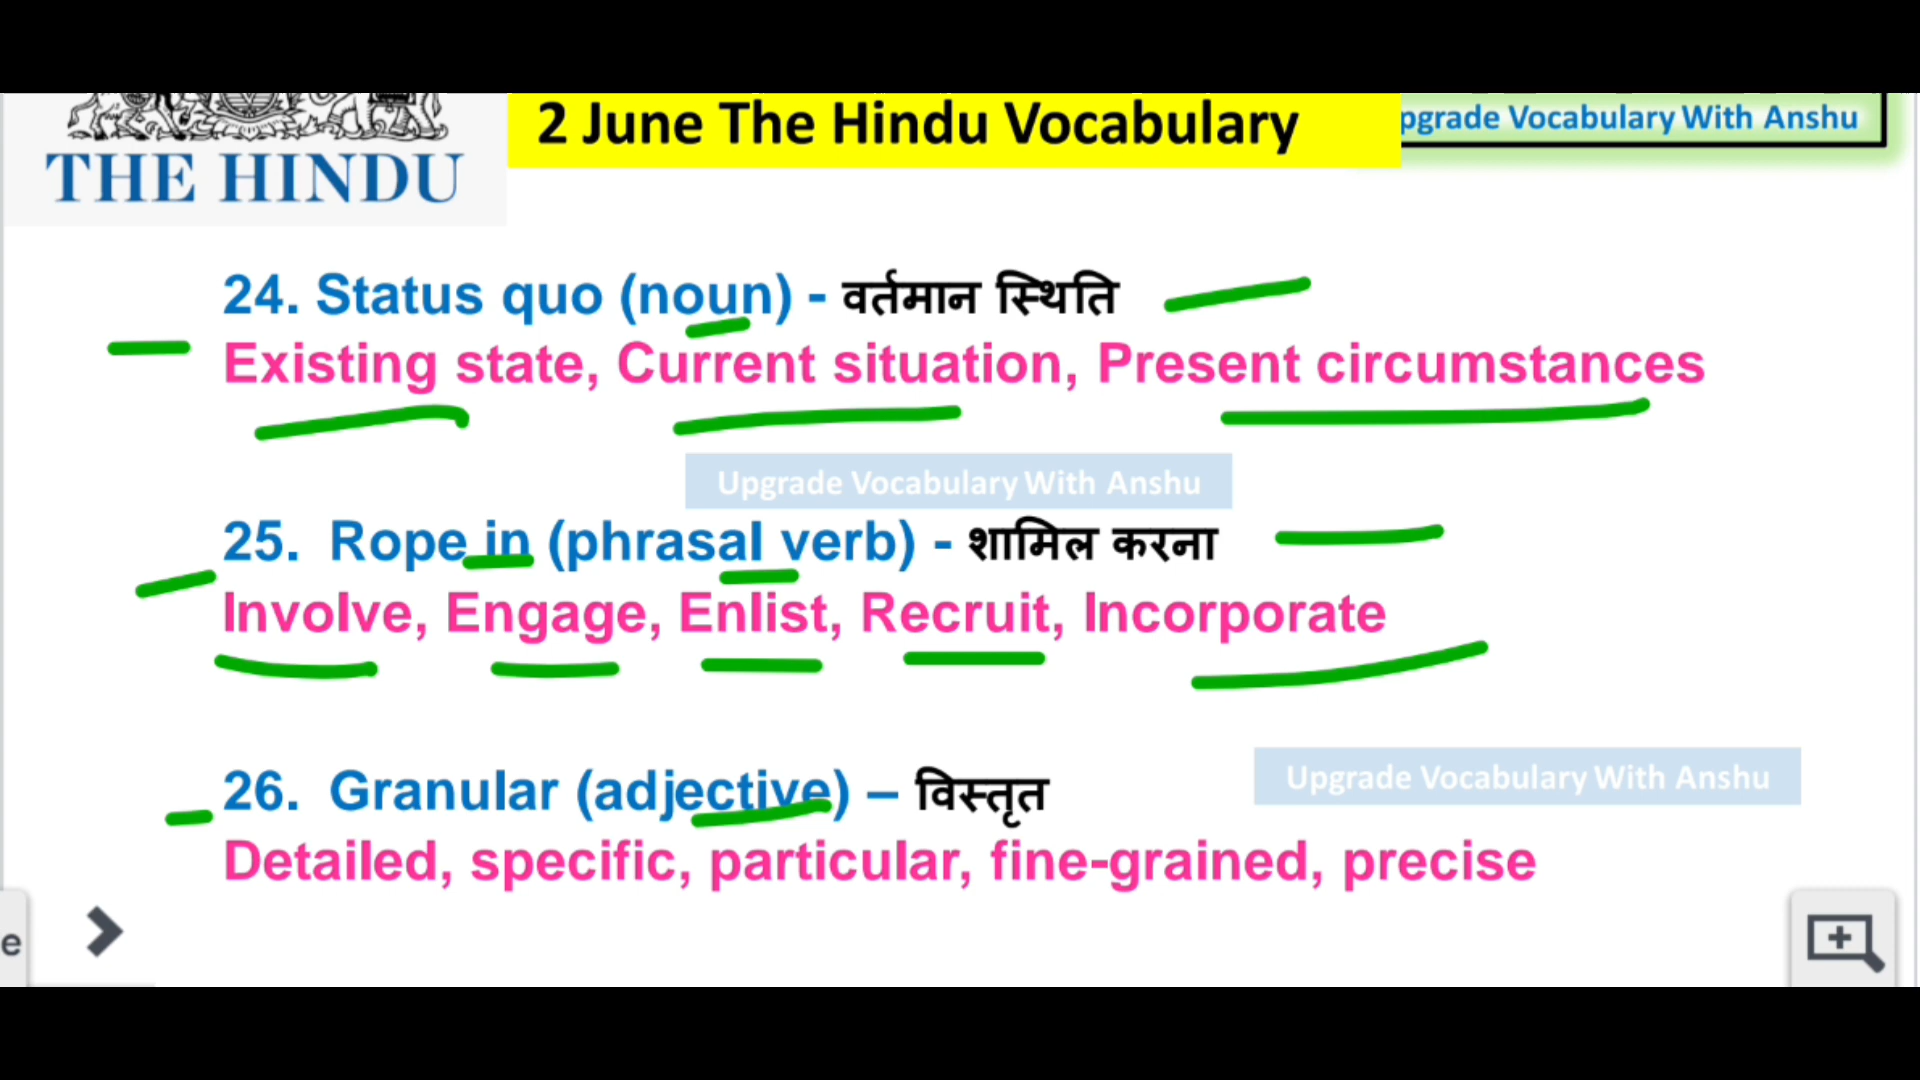 2 June The Hindu Vocabulary
pgrade Vocabulary With Anshu
THE HINDU
24. Status quo (noun) - वर्तमान स्थिति
Existing state, Current situation, Present circumstances
Upgrade Vocabulary With Anshu
25. Rope in (phrasal verb) - शामिल करना
Involve, Engage, Enlist, Recruit, Incorporate
26. Granular (adjective) – विस्तृत
Upgrade Vocabulary With Anshu
Detailed, specific, particular, fine-grained, precise
e